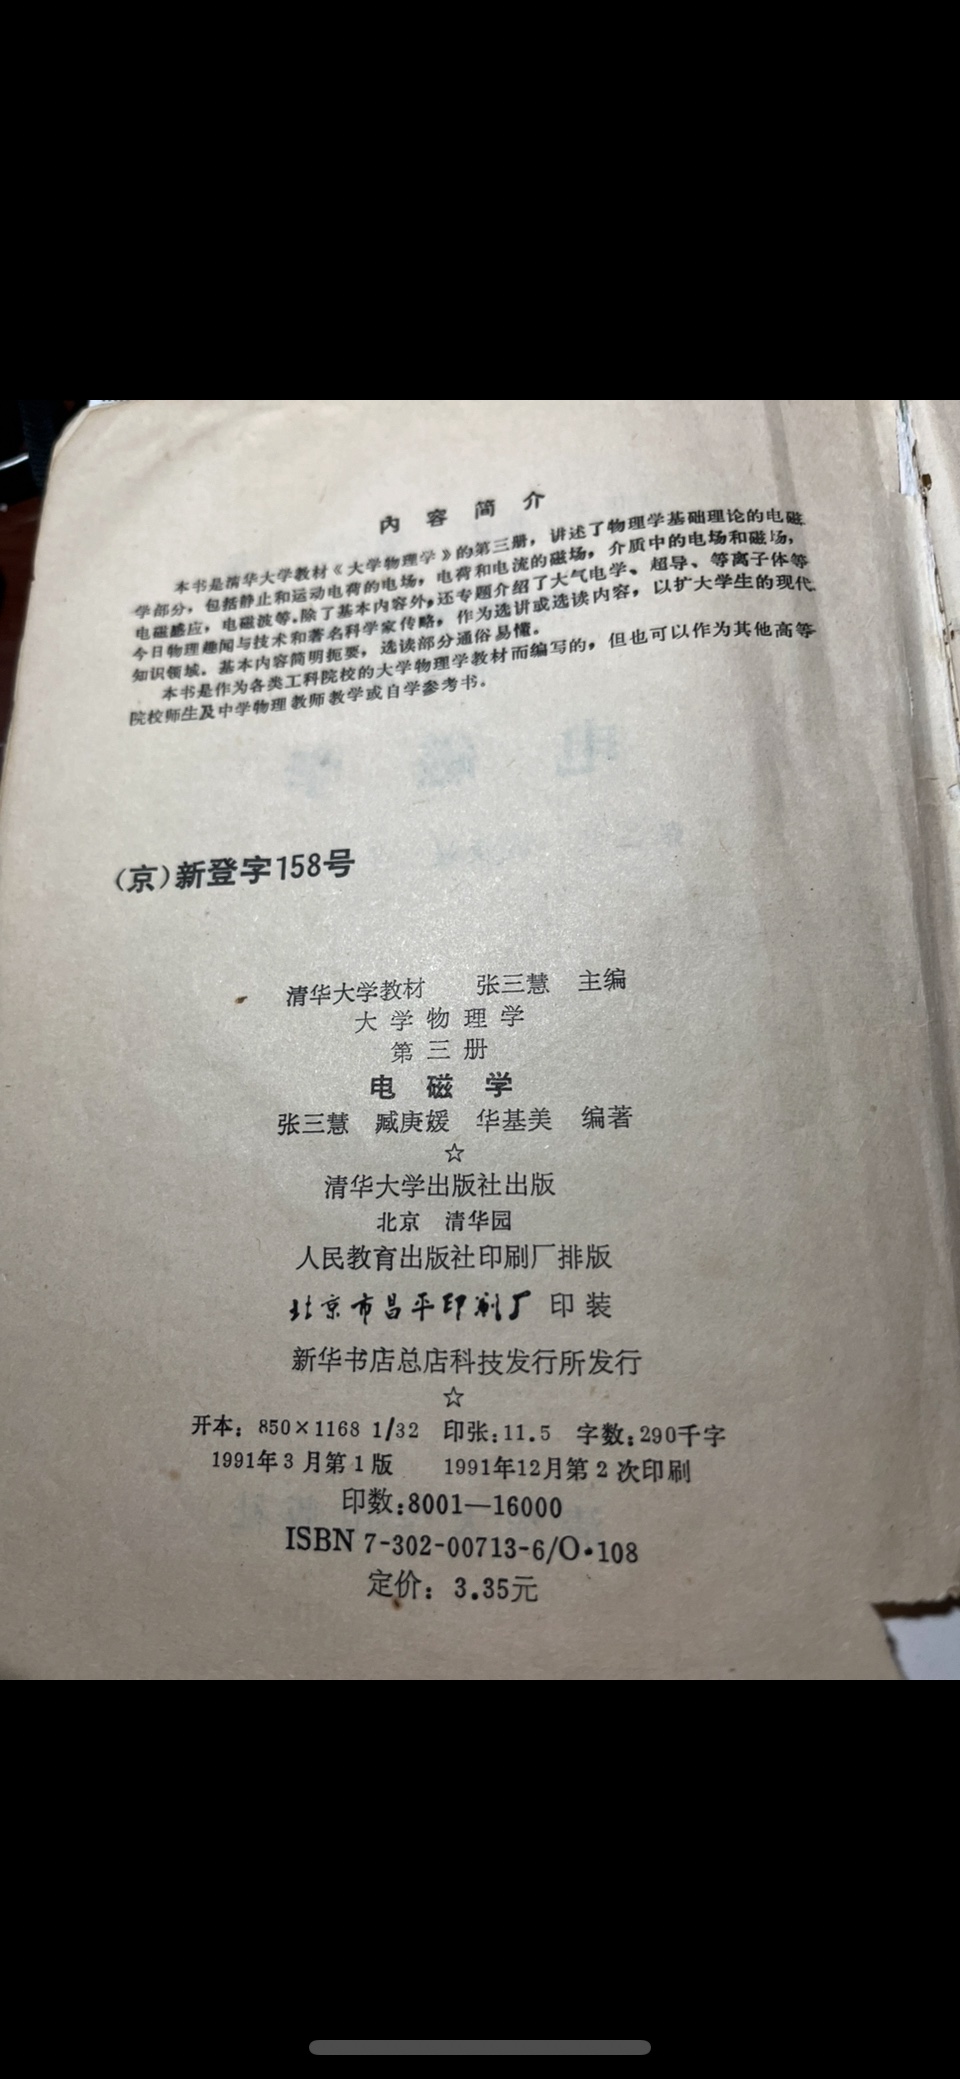 内容简介
本书是清华大学教材《大学物理学》的第三册，讲述了物理学基础理论的电磁
学部分，包括静止和运动电荷的电场，电荷和电流的磁场，介质中的电场和磁场，
电磁感应，电磁波等。除了基本内容外，还专题介绍了大气电学、超导、等离子体等
今日物理趣闻与技术和著名科学家传略，作为选讲或选读内容，以扩大学生的现代
知识领域。基本内容简明扼要，选读部分通俗易懂。
本书是作为各类工科院校的大学物理学教材而编写的，但也可以作为其他高等
院校师生及中学物理教师教学或自学参考书。
（京）新登字158号
清华大学教材 张三慧 主编
大学物理学
第三册
电磁学
张三慧 臧庚媛 华基美 编著
☆
清华大学出版社出版
北京 清华园
人民教育出版社印刷厂排版
北京市昌平印刷厂 印装
新华书店总店科技发行所发行
☆
开本：850×1168 1/32 印张：11.5 字数：290千字
1991年3月第1版 1991年12月第2次印刷
印数：8001—16000
ISBN 7-302-00713-6/O·108
定价：3.35元